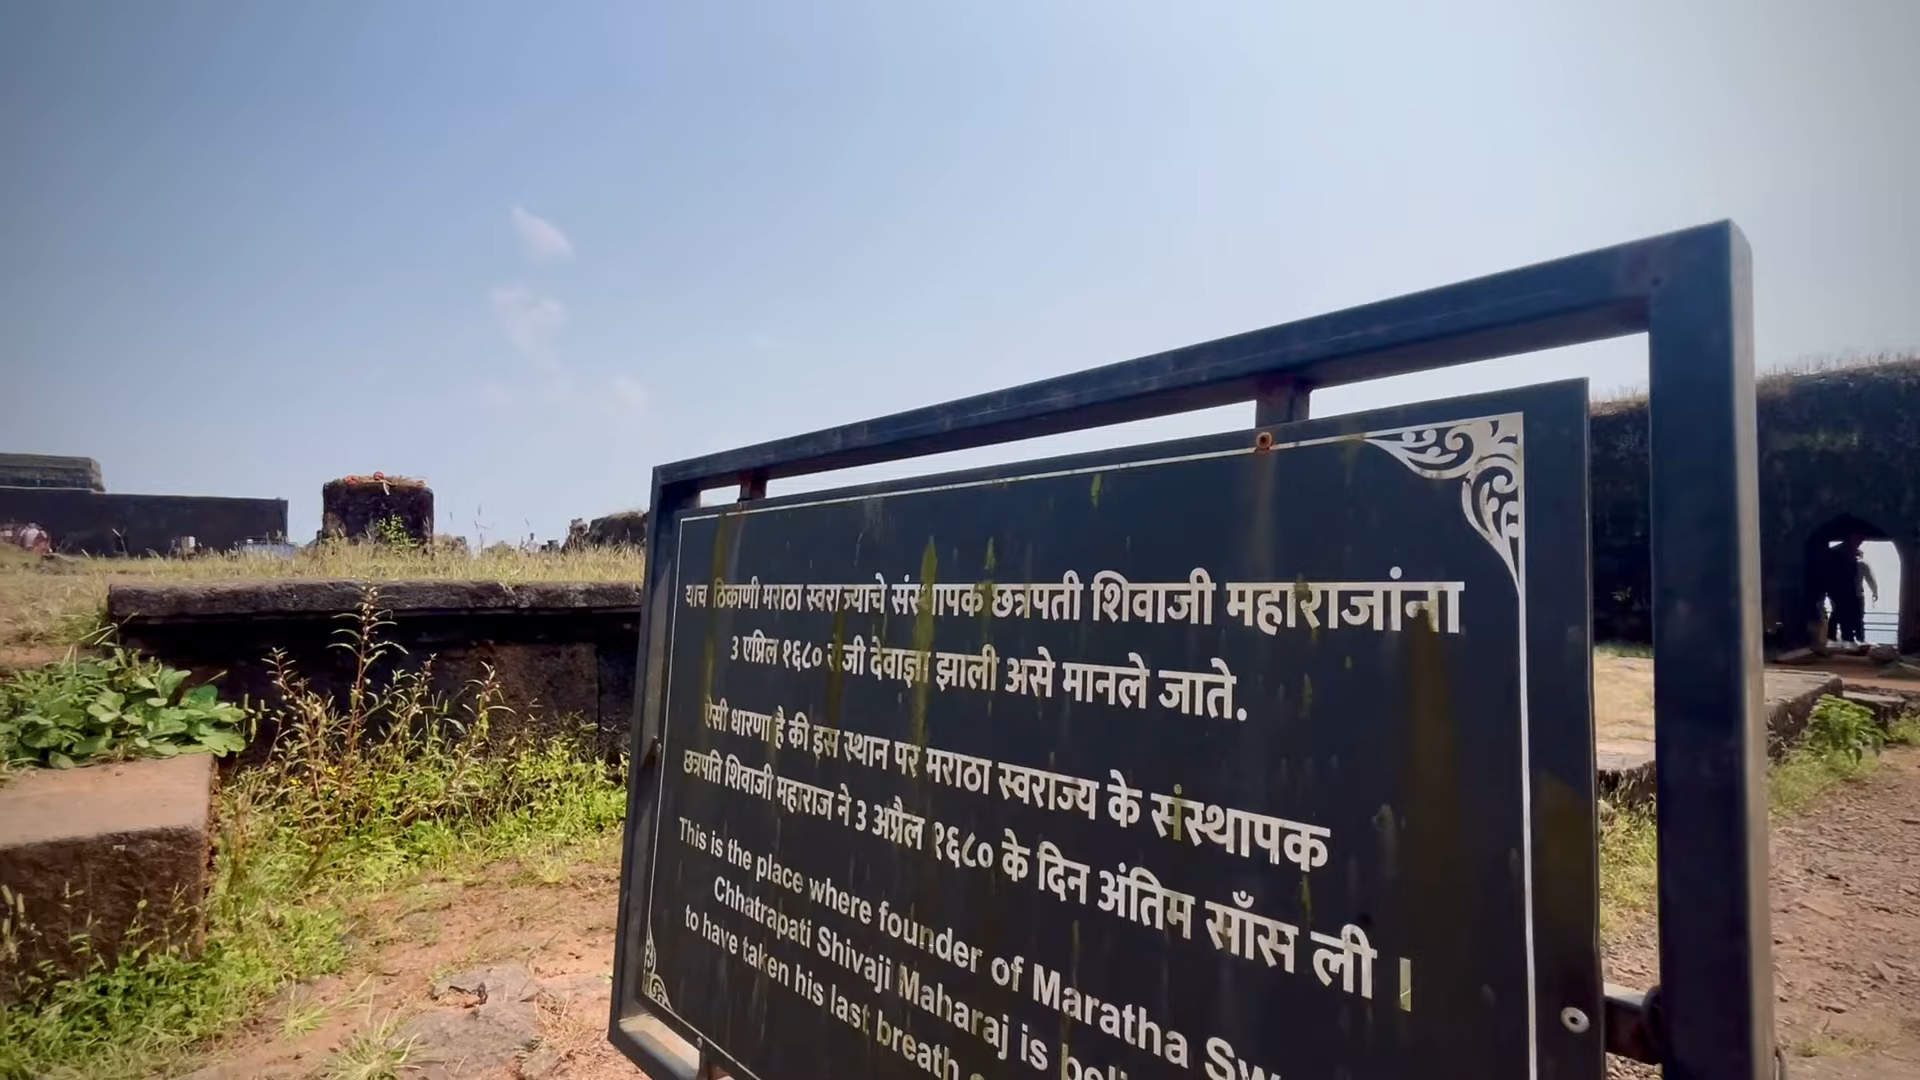 याच ठिकाणी मराठा स्वराज्याचे संस्थापक छत्रपती शिवाजी महाराजांना
३ एप्रिल १६८० रोजी देवाज्ञा झाली असे मानले जाते.
ऐसी धारणा है की इस स्थान पर मराठा स्वराज्य के संस्थापक
छत्रपति शिवाजी महाराज ने ३ अप्रैल १६८० के दिन अंतिम साँस ली ।
This is the place where founder of Maratha
Chhatrapati Shivaji Maharaj is
to have taken his last breath